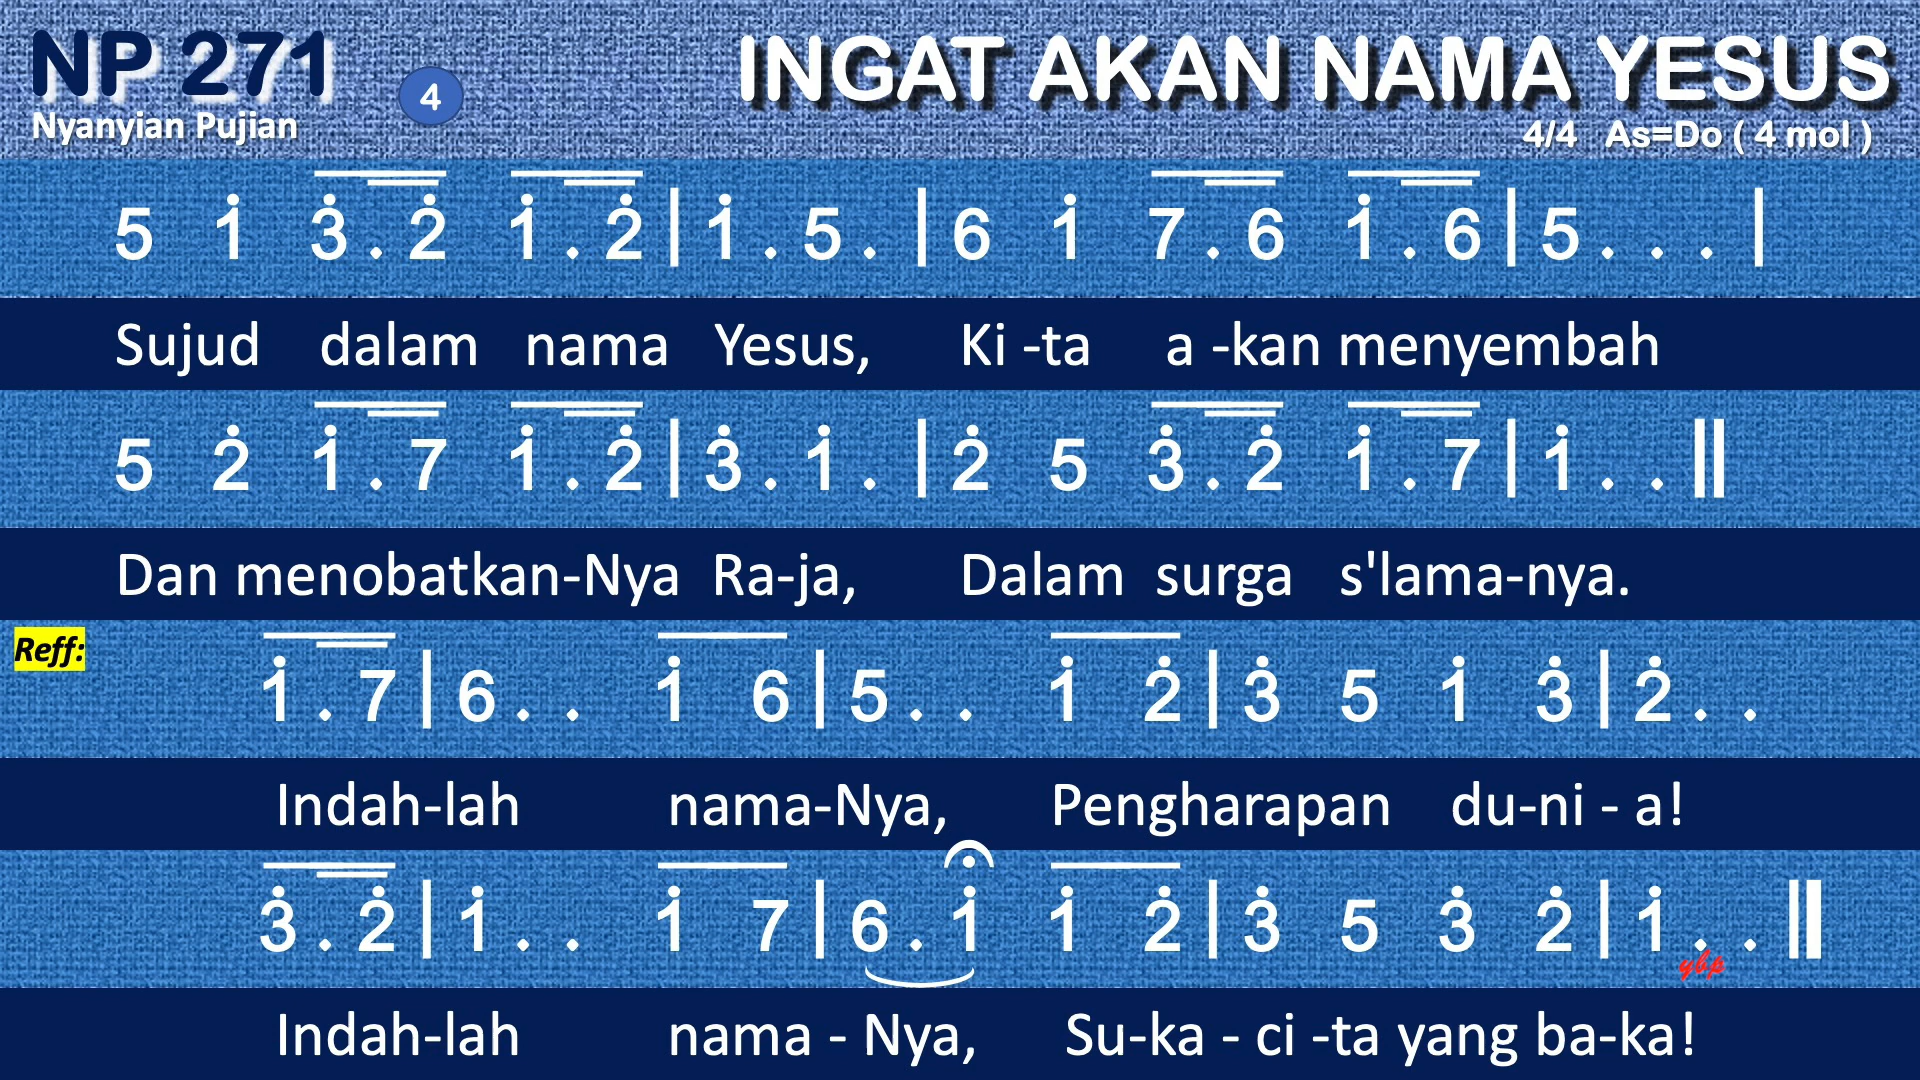 NP 271
INGAT AKAN NAMA YESUS
Nyanyian Pujian
4
4/4 As=Do ( 4 mol )
5 1̇ 3̇ . 2̇ 1̇ . 2̇ | 1̇ . 5 . | 6 1̇ 7 . 6 1̇ . 6 | 5 . . . |
Sujud dalam nama Yesus, Ki -ta a -kan menyembah
5 2̇ 1̇ . 7 1̇ . 2̇ | 3̇ . 1̇ . | 2̇ 5 3̇ . 2̇ 1̇ . 7 | 1̇ . . ||
Dan menobatkan-Nya Ra-ja, Dalam surga s'lama-nya.
Reff:
1̇ . 7 | 6 . . 1̇ 6 | 5 . . 1̇ 2̇ | 3̇ 5 1̇ 3̇ | 2̇ . .
Indah-lah nama-Nya, Pengharapan du-ni - a!
3̇ . 2̇ | 1̇ . . 1̇ 7 | 6 . 1̇ 1̇ 2̇ | 3̇ 5 3̇ 2̇ | 1̇ . . ||
ybp
Indah-lah nama - Nya, Su-ka - ci -ta yang ba-ka!